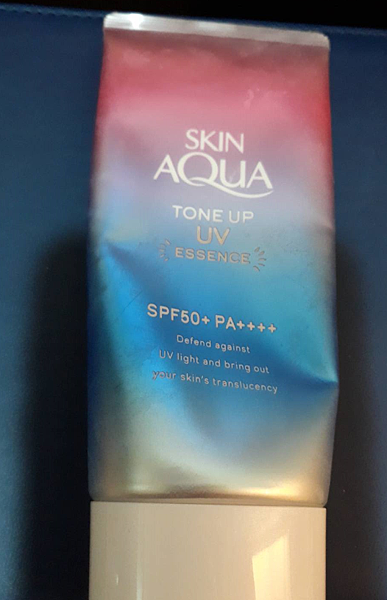 SKIN
AQUA
TONE UP
UV
ESSENCE
SPF50+ PA++++
Defend against
UV light and bring out
your skin's translucency